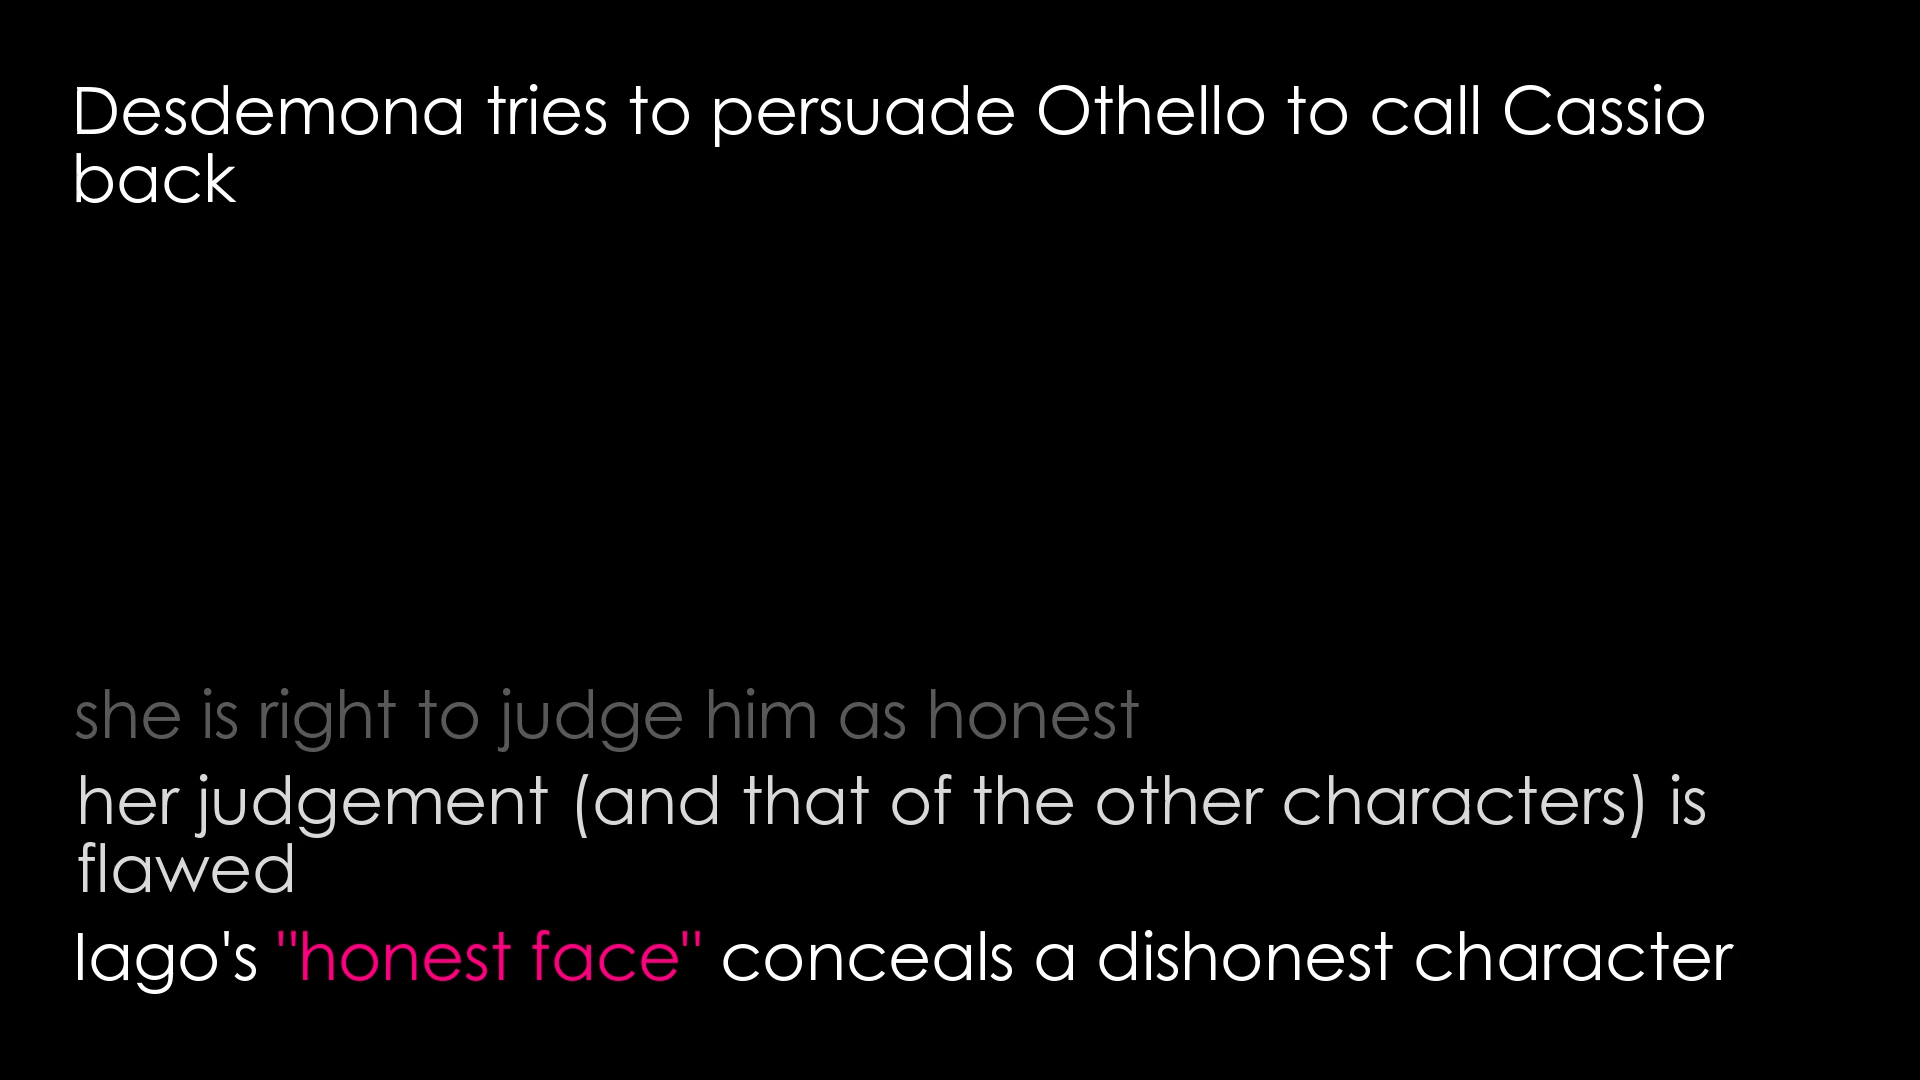 Desdemona tries to persuade Othello to call Cassio
back
she is right to judge him as honest
her judgement (and that of the other characters) is
flawed
Iago's "honest face" conceals a dishonest character